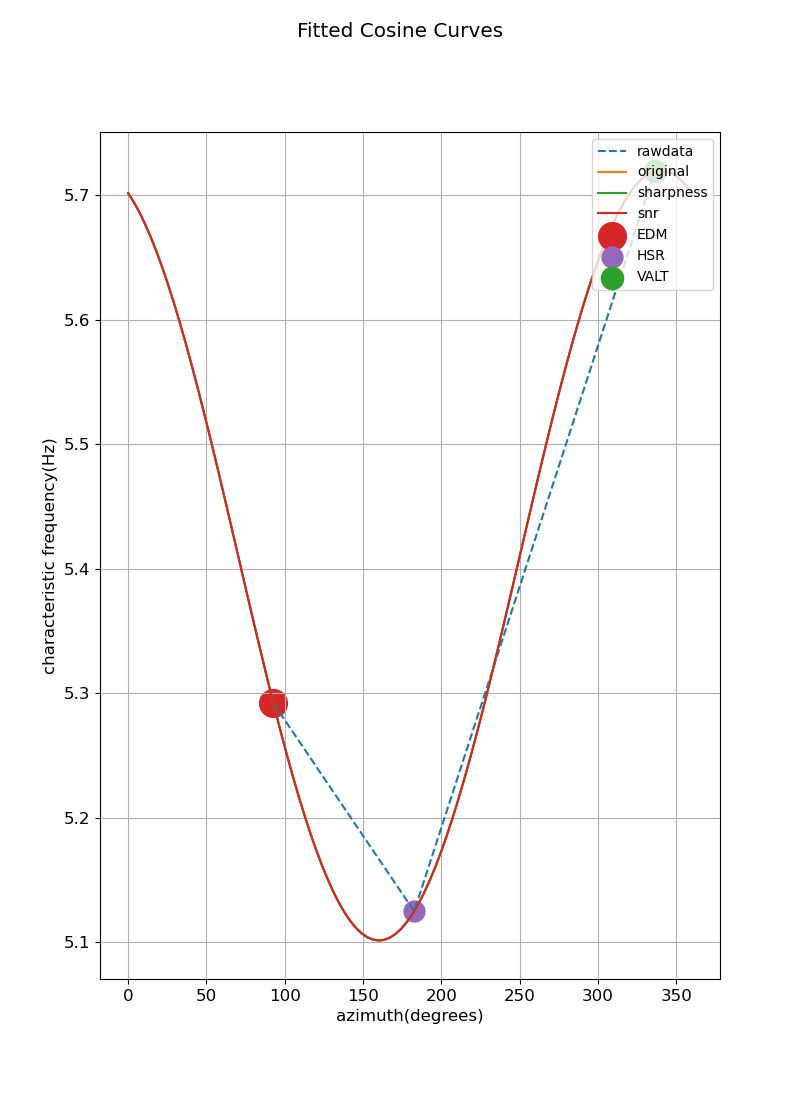 Fitted Cosine Curves
rawdata
original
sharpness
snr
EDM
HSR
VALT
characteristic frequency(Hz)
5.7
5.6
5.5
5.4
5.3
5.2
5.1
0 50 100 150 200 250 300 350
azimuth(degrees)